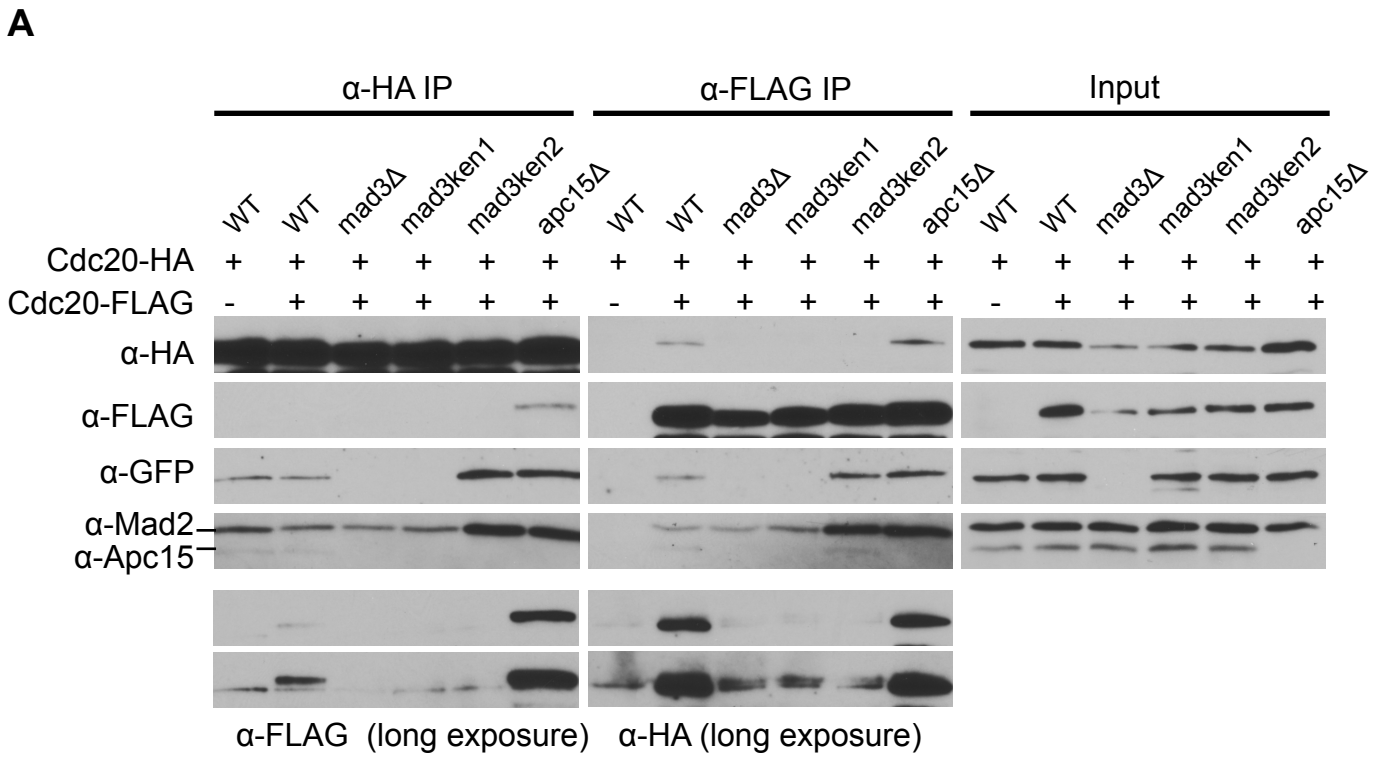 A
α-HA IP α-FLAG IP Input
WT WT mad3Δ mad3ken1 mad3ken2 apc15Δ WT WT mad3Δ mad3ken1 mad3ken2 apc15Δ WT WT mad3Δ mad3ken1 mad3ken2 apc15Δ
Cdc20-HA + + + + + + + + + + + + + + + + + +
Cdc20-FLAG - + + + + + - + + + + + - + + + + +
α-HA
α-FLAG
α-GFP
α-Mad2
α-Apc15
α-FLAG (long exposure) α-HA (long exposure)